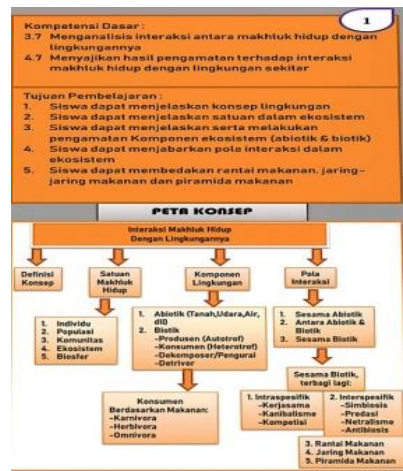 1
Kompetensi Dasar :
3.7 Menganalisis interaksi antara makhluk hidup dengan
lingkungannya
4.7 Menyajikan hasil pengamatan terhadap interaksi
makhluk hidup dengan lingkungan sekitar
Tujuan Pembelajaran :
1. Siswa dapat menjelaskan konsep lingkungan
2. Siswa dapat menjelaskan satuan dalam ekosistem
3. Siswa dapat menjelaskan serta melakukan
pengamatan Komponen ekosistem (abiotik & biotik)
4. Siswa dapat menjabarkan pola interaksi dalam
ekosistem
5. Siswa dapat membedakan rantai makanan, jaring-
jaring makanan dan piramida makanan
PETA KONSEP
Interaksi Makhluk Hidup
Dengan Lingkungannya
Definisi
Konsep
Satuan
Makhluk
Hidup
Komponen
Lingkungan
Pola
Interaksi
1. Individu
2. Populasi
3. Komunitas
4. Ekosistem
5. Biosfer
1. Abiotik (Tanah,Udara,Air,
dll)
2. Biotik
-Produsen (Autotrof)
-Konsumen (Heterotrof)
-Dekomposer/Pengurai
-Detrivor
1. Sesama Abiotik
2. Antara Abiotik &
Biotik
3. Sesama Biotik
Konsumen
Berdasarkan Makanan:
-Karnivora
-Herbivora
-Omnivora
Sesama Biotik,
terbagi lagi:
1. Intraspesifik
-Kerjasama
-Kanibalisme
-Kompetisi
2. Interspesifik
-Simbiosis
-Predasi
-Netralisme
-Antibiosis
3. Rantai Makanan
4. Jaring Makanan
5. Piramida Makanan